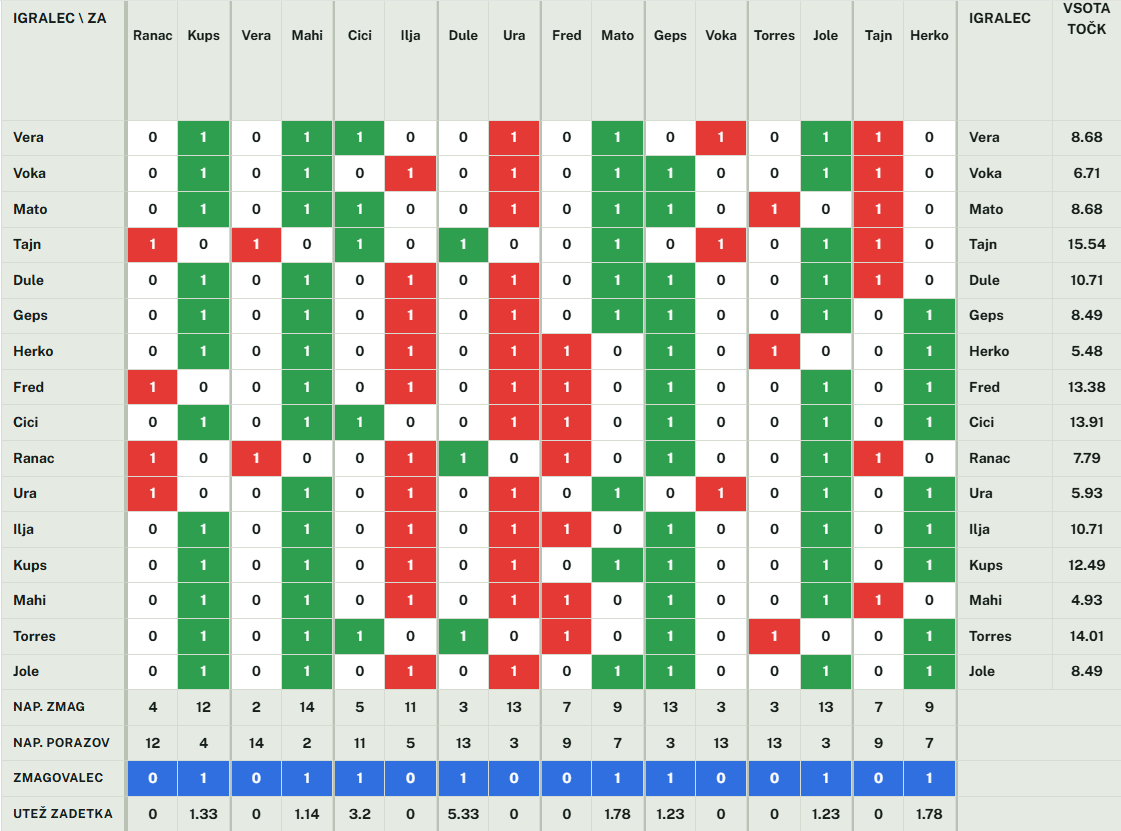 IGRALEC \ ZA Ranac Kups Vera Mahi Cici Ilja Dule Ura Fred Mato Geps Voka Torres Jole Tajn Herko IGRALEC VSOTA TOČK
Vera 0 1 0 1 1 0 0 1 0 1 0 1 0 1 1 0 Vera 8.68
Voka 0 1 0 1 0 1 0 1 0 1 1 0 0 1 1 0 Voka 6.71
Mato 0 1 0 1 1 0 0 1 0 1 1 0 1 0 1 0 Mato 8.68
Tajn 1 0 1 0 1 0 1 0 0 1 0 1 0 1 1 0 Tajn 15.54
Dule 0 1 0 1 0 1 0 1 0 1 1 0 0 1 1 0 Dule 10.71
Geps 0 1 0 1 0 1 0 1 0 1 1 0 0 1 0 1 Geps 8.49
Herko 0 1 0 1 0 1 0 1 1 0 1 0 1 0 0 1 Herko 5.48
Fred 1 0 0 1 0 1 0 1 1 0 1 0 0 1 0 1 Fred 13.38
Cici 0 1 0 1 1 0 0 1 1 0 1 0 0 1 0 1 Cici 13.91
Ranac 1 0 1 0 0 1 1 0 1 0 1 0 0 1 1 0 Ranac 7.79
Ura 1 0 0 1 0 1 0 1 0 1 0 1 0 1 0 1 Ura 5.93
Ilja 0 1 0 1 0 1 0 1 1 0 1 0 0 1 0 1 Ilja 10.71
Kups 0 1 0 1 0 1 0 1 0 1 1 0 0 1 0 1 Kups 12.49
Mahi 0 1 0 1 0 1 0 1 1 0 1 0 0 1 1 0 Mahi 4.93
Torres 0 1 0 1 1 0 1 0 1 0 1 0 1 0 0 1 Torres 14.01
Jole 0 1 0 1 0 1 0 1 0 1 1 0 0 1 0 1 Jole 8.49
NAP. ZMAG 4 12 2 14 5 11 3 13 7 9 13 3 3 13 7 9
NAP. PORAZOV 12 4 14 2 11 5 13 3 9 7 3 13 13 3 9 7
ZMAGOVALEC 0 1 0 1 1 0 1 0 0 1 1 0 0 1 0 1
UTEŽ ZADETKA 0 1.33 0 1.14 3.2 0 5.33 0 0 1.78 1.23 0 0 1.23 0 1.78